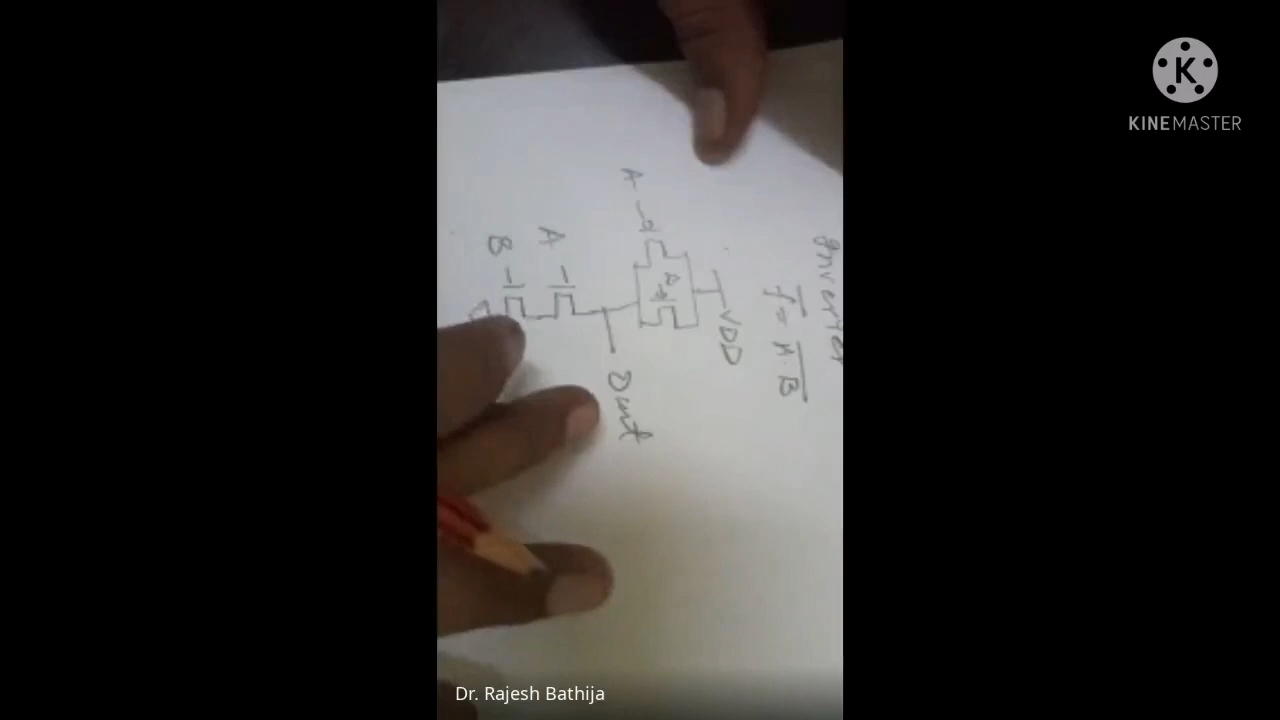 Inverter
f = A.B
VDD
A
B
Out
A
B
KINEMASTER
Dr. Rajesh Bathija